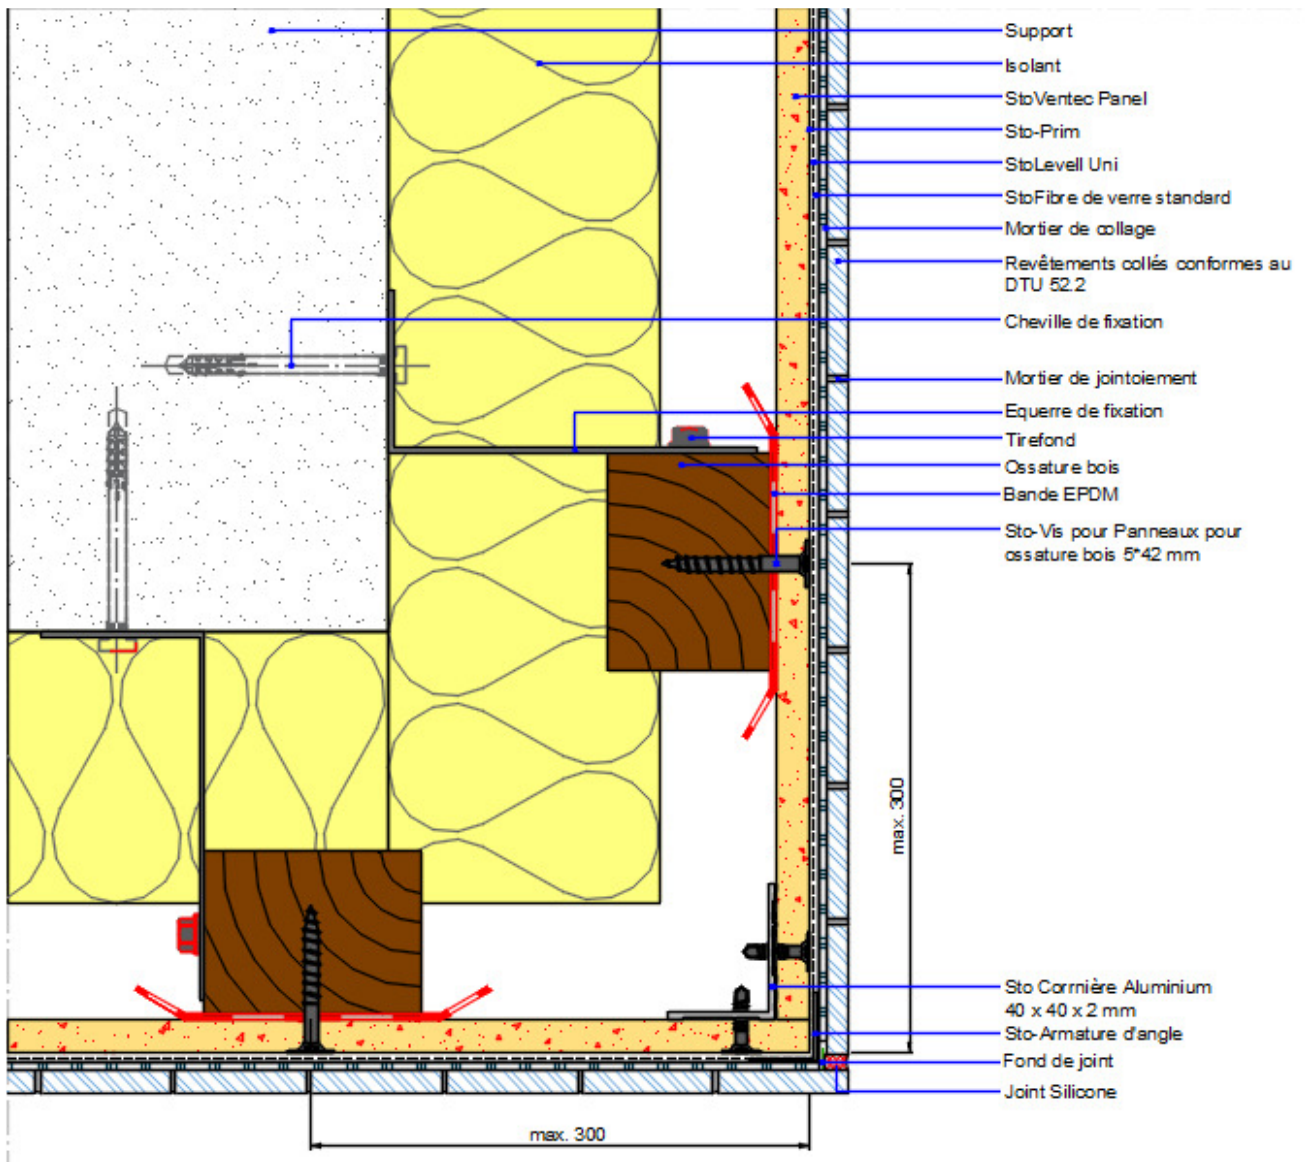 Support
Isolant
StoVentec Panel
Sto-Prim
StoLevell Uni
StoFibre de verre standard
Mortier de collage
Revêtements collés conformes au
DTU 52.2
Cheville de fixation
Mortier de jointoiement
Equerre de fixation
Tirefond
Ossature bois
Bande EPDM
Sto-Vis pour Panneaux pour
ossature bois 5*42 mm
max. 300
Sto Corrnière Aluminium
40 x 40 x 2 mm
Sto-Armature d'angle
Fond de joint
Joint Silicone
max. 300